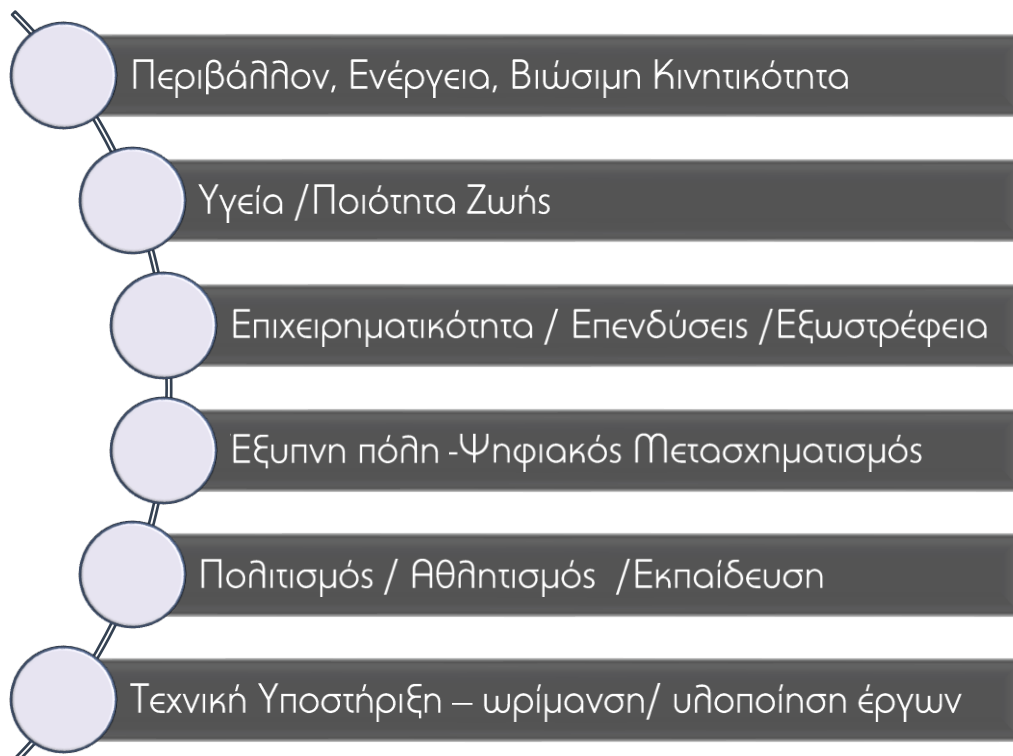 Περιβάλλον, Ενέργεια, Βιώσιμη Κινητικότητα
Υγεία /Ποιότητα Ζωής
Επιχειρηματικότητα / Επενδύσεις /Εξωστρέφεια
Εξυπνη πόλη -Ψηφιακός Μετασχηματισμός
Πολιτισμός / Αθλητισμός /Εκπαίδευση
Τεχνική Υποστήριξη – ωρίμανση/ υλοποίηση έργων